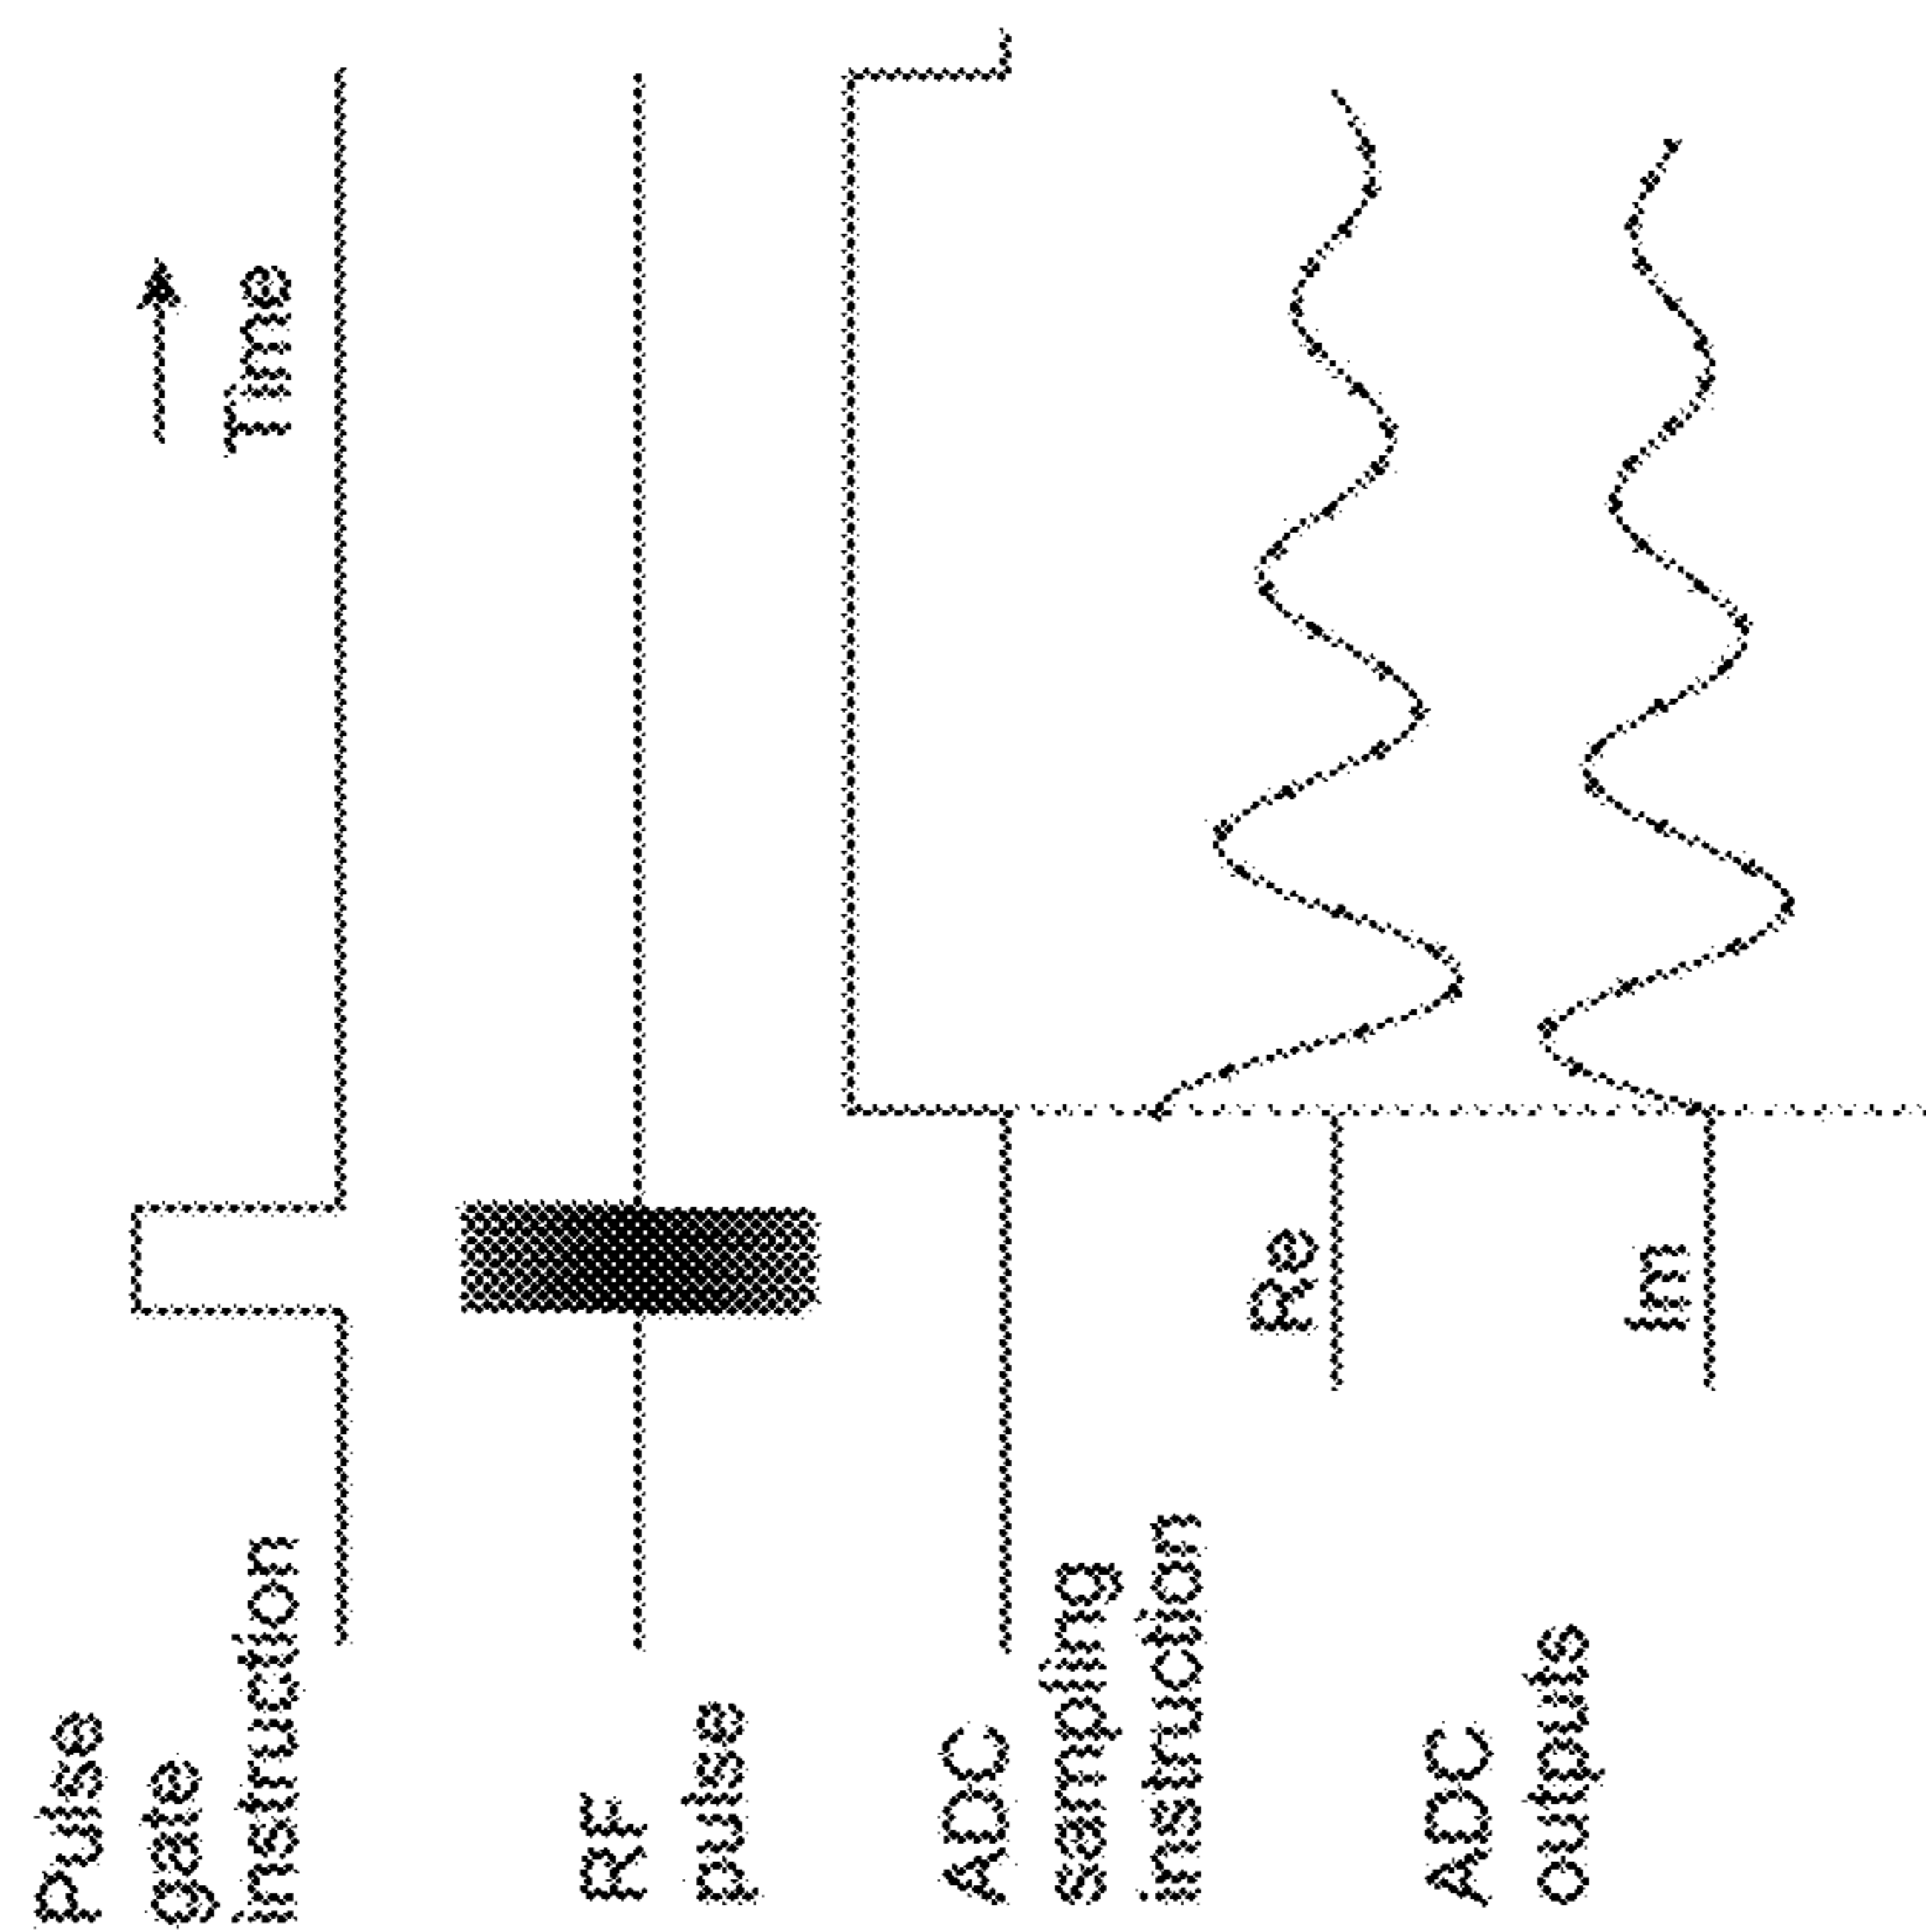 Pulse
gate
Instruction
Time
RF
pulse
ADC
sampling
instruction
Re
Im
ADC
outputs